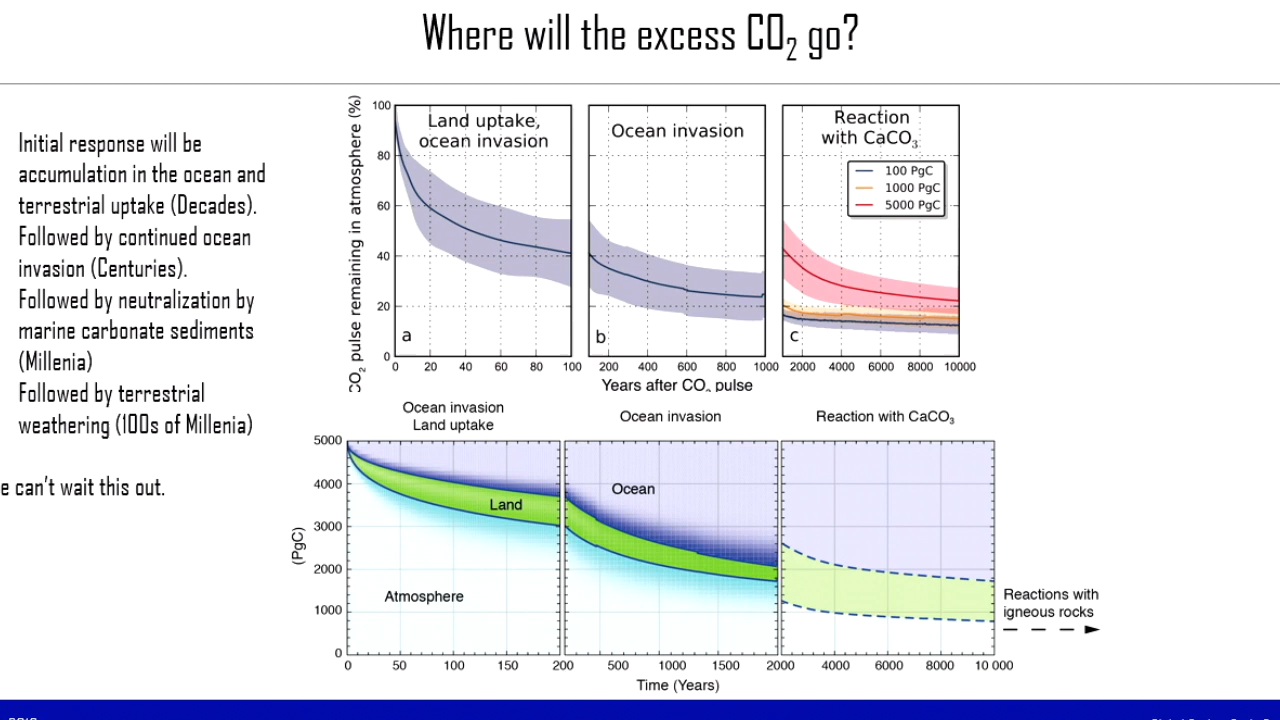 Where will the excess CO₂ go?
Initial response will be
accumulation in the ocean and
terrestrial uptake (Decades).
Followed by continued ocean
invasion (Centuries).
Followed by neutralization by
marine carbonate sediments
(Millenia)
Followed by terrestrial
weathering (100s of Millenia)
e can't wait this out.
CO₂ pulse remaining in atmosphere (%)
100
80
60
40
20
0
Land uptake,
ocean invasion
a
0 20 40 60 80 100
Ocean invasion
b
200 400 600 800 1000
Reaction
with CaCO₃
100 PgC
1000 PgC
5000 PgC
c
2000 4000 6000 8000 10000
Years after CO₂ pulse
Ocean invasion
Land uptake
Ocean invasion
Reaction with CaCO₃
(PgC)
5000
4000
3000
2000
1000
0
Land
Atmosphere
Ocean
0 50 100 150 200 500 1000 1500 2000 4000 6000 8000 10 000
Time (Years)
Reactions with
igneous rocks